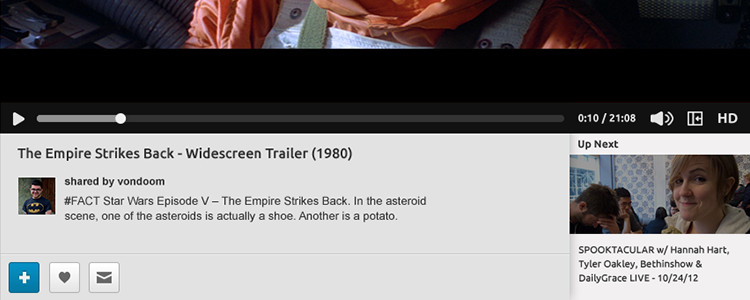 0:10 / 21:08
HD
The Empire Strikes Back - Widescreen Trailer (1980)
shared by vondoom
#FACT Star Wars Episode V – The Empire Strikes Back. In the asteroid
scene, one of the asteroids is actually a shoe. Another is a potato.
Up Next
SPOOKTACULAR w/ Hannah Hart,
Tyler Oakley, Bethinshow &
DailyGrace LIVE - 10/24/12